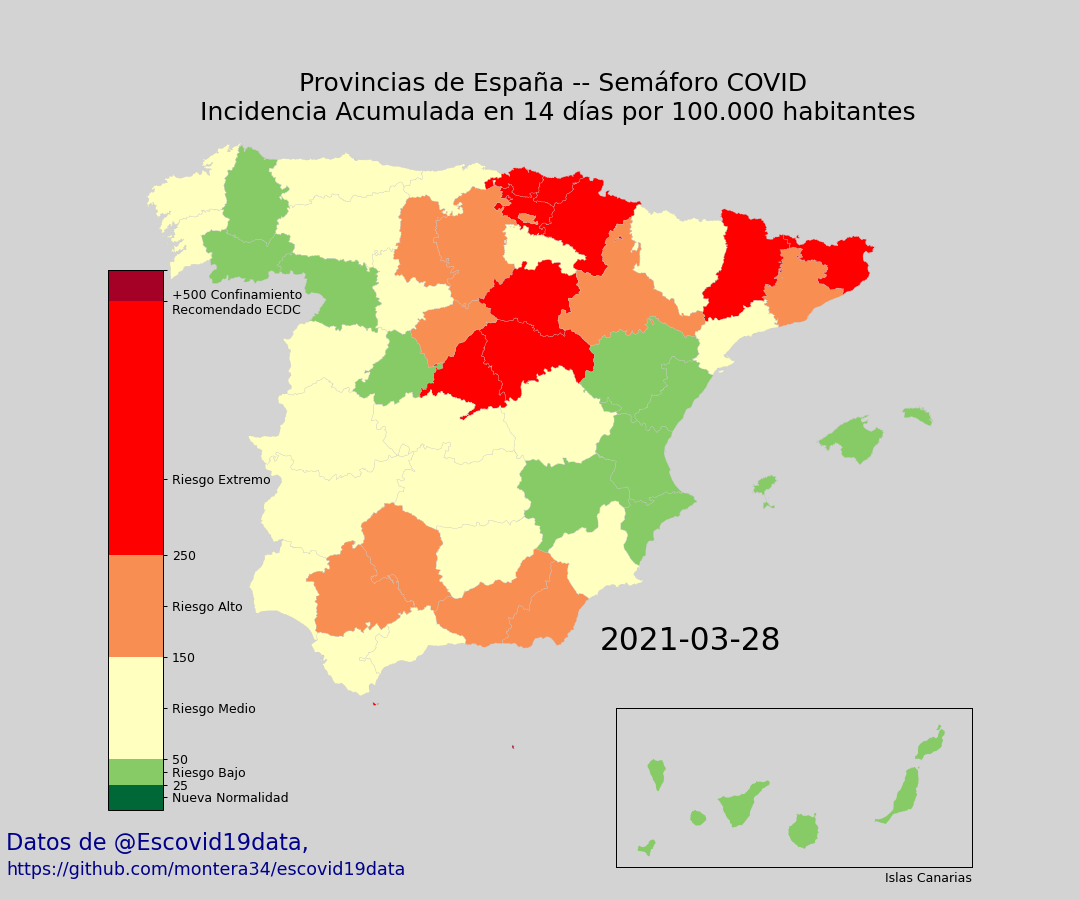 Provincias de España -- Semáforo COVID
Incidencia Acumulada en 14 días por 100.000 habitantes
+500 Confinamiento
Recomendado ECDC
Riesgo Extremo
250
Riesgo Alto
150
Riesgo Medio
50
Riesgo Bajo
25
Nueva Normalidad
2021-03-28
Islas Canarias
Datos de @Escovid19data,
https://github.com/montera34/escovid19data